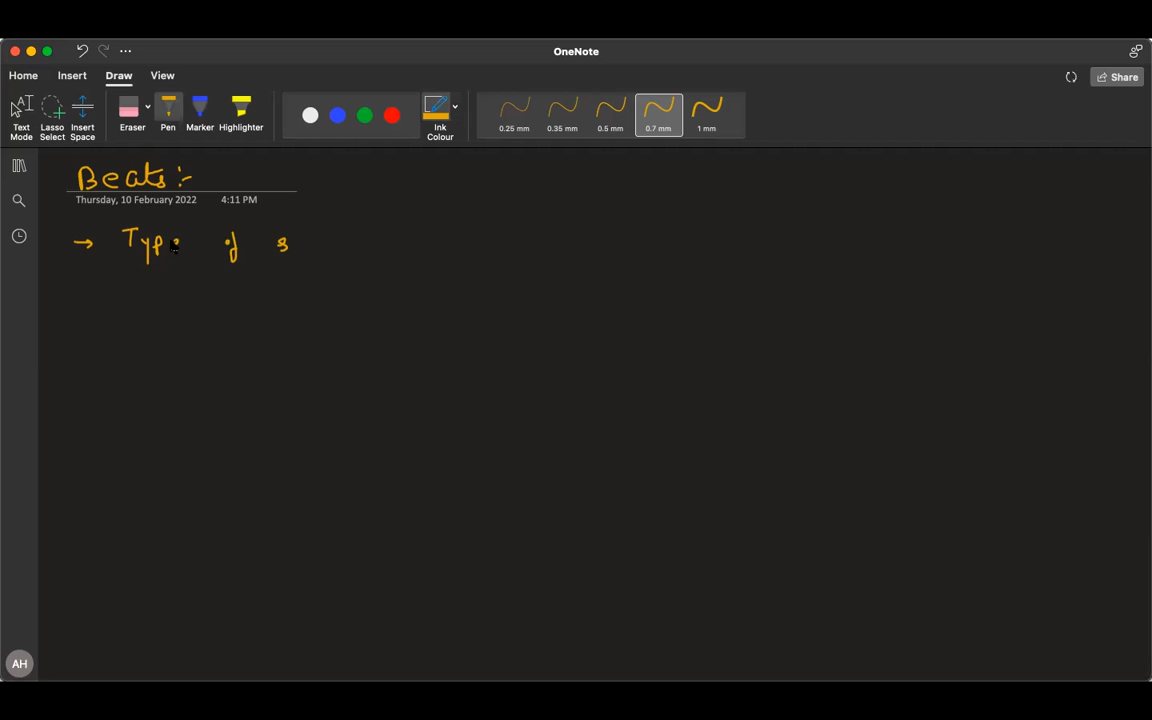 OneNote
Home Insert Draw View
Share
Text Mode
Lasso Select
Insert Space
Eraser
Pen
Marker
Highlighter
Ink Colour
0.25 mm
0.35 mm
0.5 mm
0.7 mm
1 mm
Beats :-
Thursday, 10 February 2022 4:11 PM
→ Type of s
AH